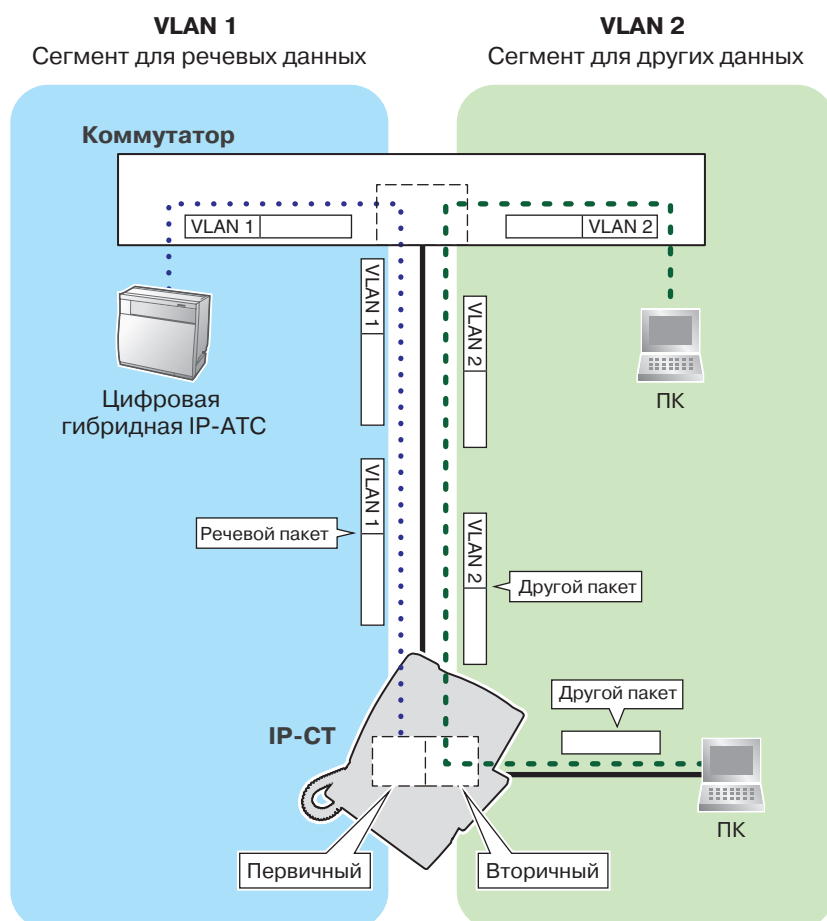 VLAN 1
Сегмент для речевых данных
VLAN 2
Сегмент для других данных
Коммутатор
VLAN 1
VLAN 2
VLAN 1
VLAN 2
Цифровая
гибридная IP-АТС
ПК
VLAN 1
Речевой пакет
VLAN 2
Другой пакет
Другой пакет
IP-СТ
ПК
Первичный
Вторичный